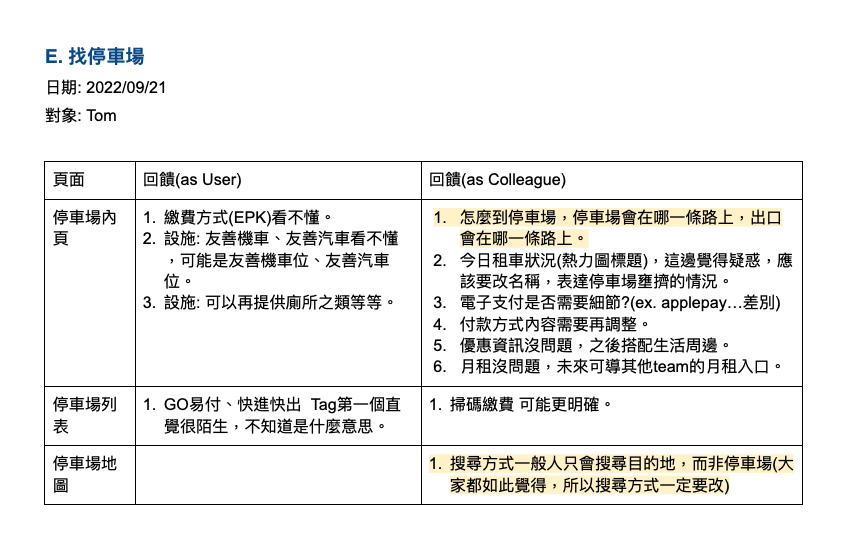 E. 找停車場
日期: 2022/09/21
對象: Tom
頁面
回饋(as User)
回饋(as Colleague)
停車場內
頁
1. 繳費方式(EPK)看不懂。
2. 設施: 友善機車、友善汽車看不懂
，可能是友善機車位、友善汽車
位。
3. 設施: 可以再提供廁所之類等等。
1. 怎麼到停車場，停車場會在哪一條路上，出口
會在哪一條路上。
2. 今日租車狀況(熱力圖標題)，這邊覺得疑惑，應
該要改名稱，表達停車場壅擠的情況。
3. 電子支付是否需要細節?(ex. applepay…差別)
4. 付款方式內容需要再調整。
5. 優惠資訊沒問題，之後搭配生活周邊。
6. 月租沒問題，未來可導其他team的月租入口。
停車場列
表
1. GO易付、快進快出 Tag第一個直
覺很陌生，不知道是什麼意思。
1. 掃碼繳費 可能更明確。
停車場地
圖
1. 搜尋方式一般人只會搜尋目的地，而非停車場(大
家都如此覺得，所以搜尋方式一定要改)